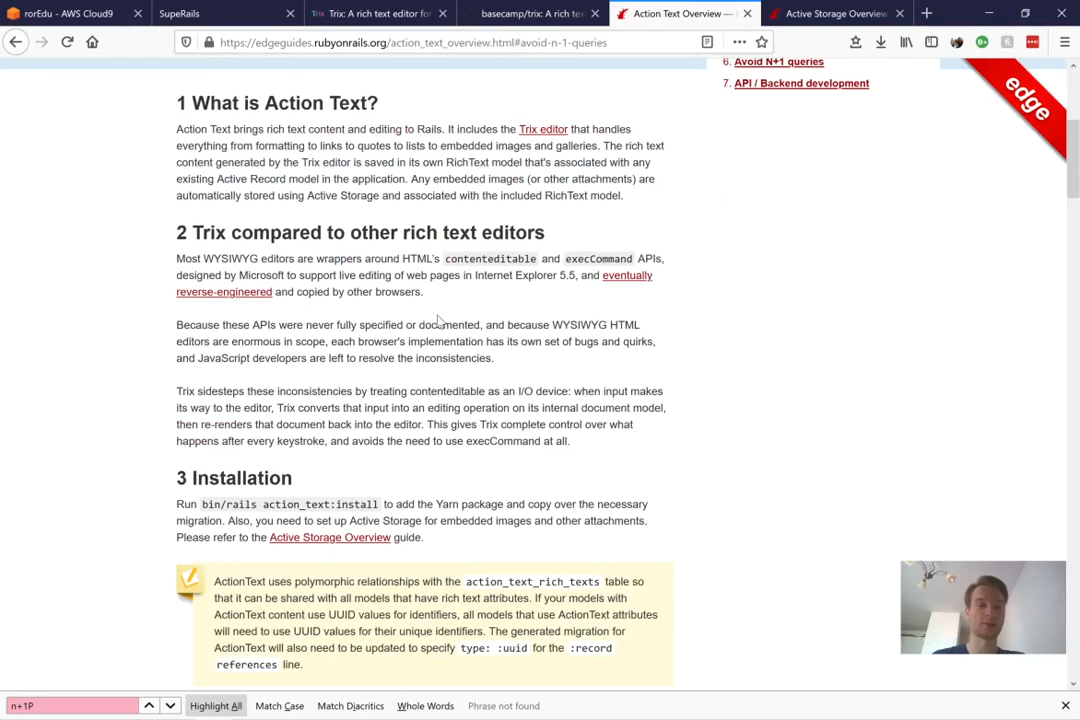 rorEdu - AWS Cloud9
SupeRails
Trix: A rich text editor for
basecamp/trix: A rich tex
Action Text Overview — R
Active Storage Overview
https://edgeguides.rubyonrails.org/action_text_overview.html#avoid-n-1-queries
6. Avoid N+1 queries
7. API / Backend development
edge
1 What is Action Text?
Action Text brings rich text content and editing to Rails. It includes the Trix editor that handles
everything from formatting to links to quotes to lists to embedded images and galleries. The rich text
content generated by the Trix editor is saved in its own RichText model that's associated with any
existing Active Record model in the application. Any embedded images (or other attachments) are
automatically stored using Active Storage and associated with the included RichText model.
2 Trix compared to other rich text editors
Most WYSIWYG editors are wrappers around HTML's contenteditable and execCommand APIs,
designed by Microsoft to support live editing of web pages in Internet Explorer 5.5, and eventually
reverse-engineered and copied by other browsers.
Because these APIs were never fully specified or documented, and because WYSIWYG HTML
editors are enormous in scope, each browser's implementation has its own set of bugs and quirks,
and JavaScript developers are left to resolve the inconsistencies.
Trix sidesteps these inconsistencies by treating contenteditable as an I/O device: when input makes
its way to the editor, Trix converts that input into an editing operation on its internal document model,
then re-renders that document back into the editor. This gives Trix complete control over what
happens after every keystroke, and avoids the need to use execCommand at all.
3 Installation
Run bin/rails action_text:install to add the Yarn package and copy over the necessary
migration. Also, you need to set up Active Storage for embedded images and other attachments.
Please refer to the Active Storage Overview guide.
ActionText uses polymorphic relationships with the action_text_rich_texts table so
that it can be shared with all models that have rich text attributes. If your models with
ActionText content use UUID values for identifiers, all models that use ActionText attributes
will need to use UUID values for their unique identifiers. The generated migration for
ActionText will also need to be updated to specify type: :uuid for the :record
references line.
n+1P
Highlight All
Match Case
Match Diacritics
Whole Words
Phrase not found